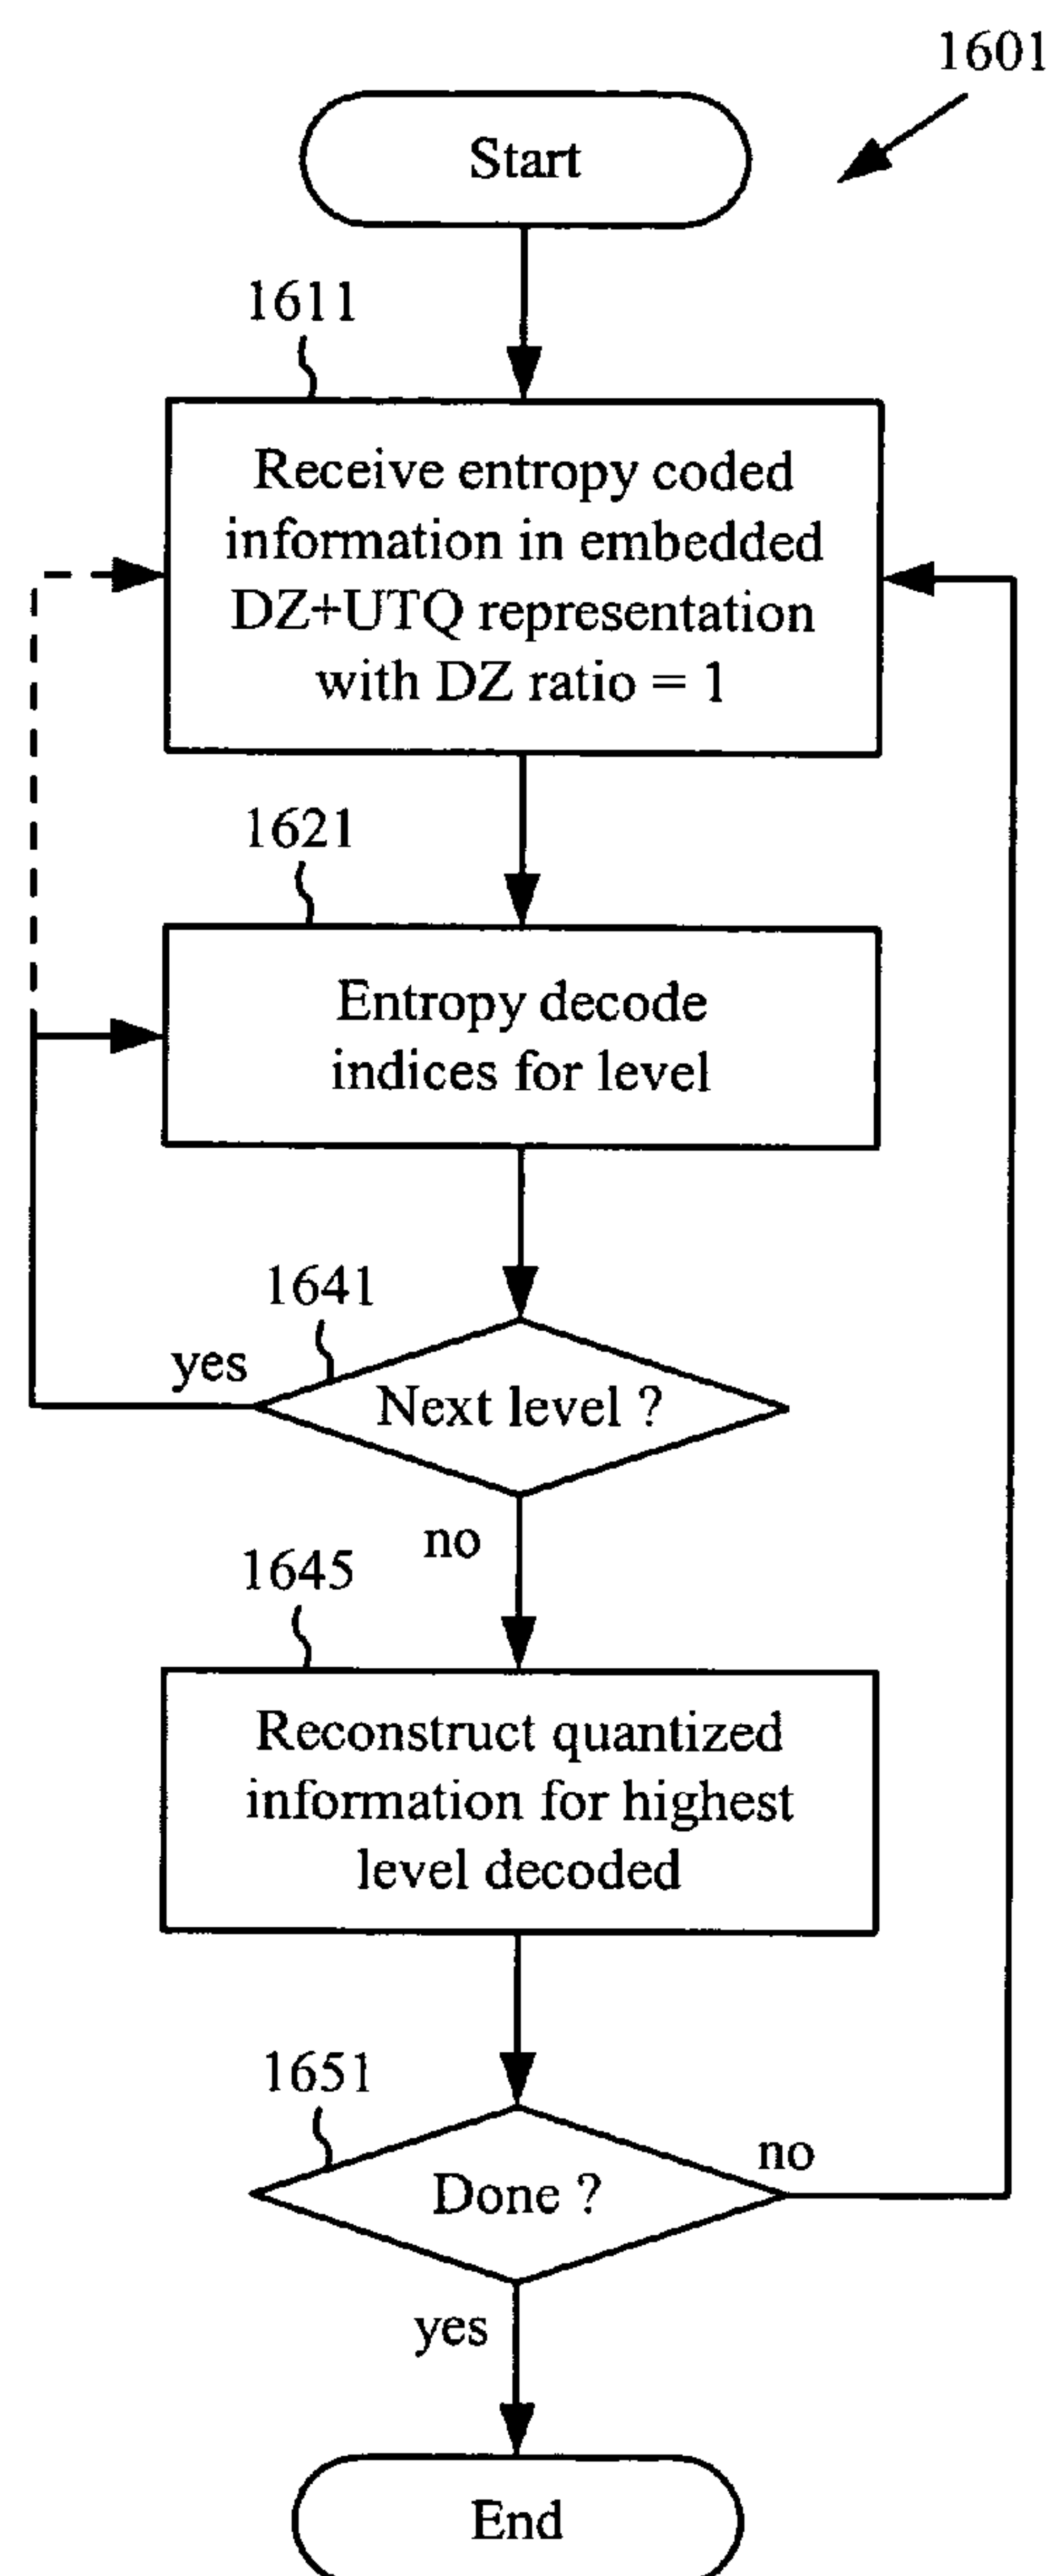 1601
Start
1611
Receive entropy coded
information in embedded
DZ+UTQ representation
with DZ ratio = 1
1621
Entropy decode
indices for level
1641
yes
Next level ?
no
1645
Reconstruct quantized
information for highest
level decoded
1651
no
Done ?
yes
End